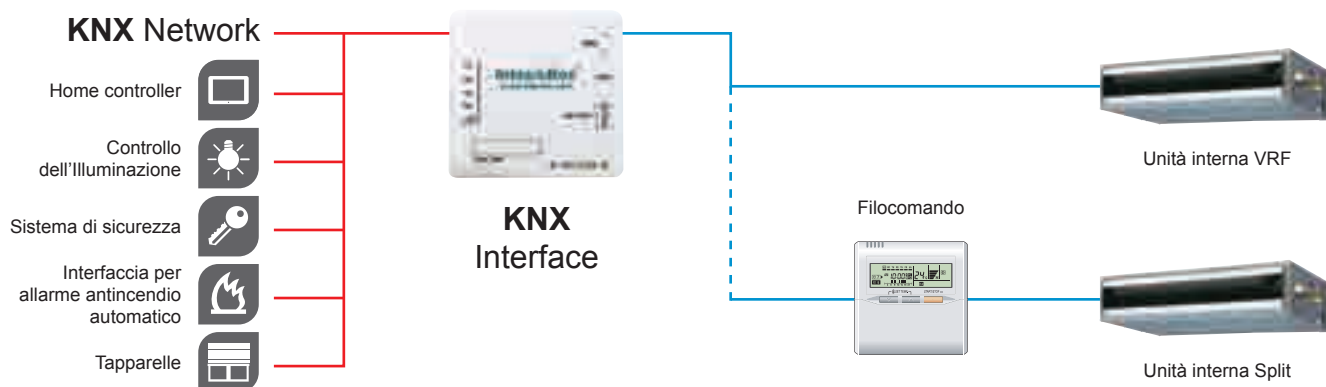 KNX Network
Home controller
Controllo
dell'Illuminazione
Sistema di sicurezza
Interfaccia per
allarme antincendio
automatico
Tapparelle
KNX
Interface
Unità interna VRF
Filocomando
Unità interna Split